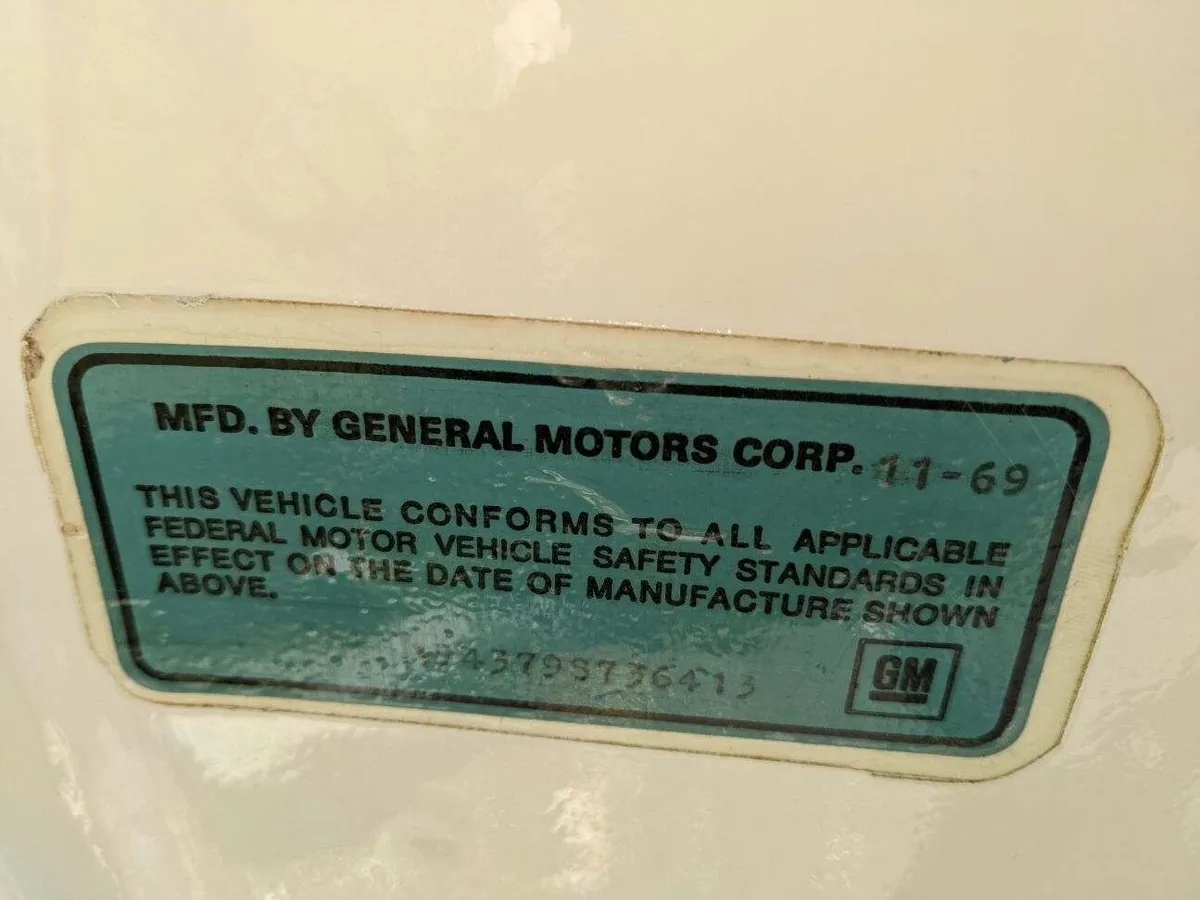 MFD. BY GENERAL MOTORS CORP. 11-69
THIS VEHICLE CONFORMS TO ALL APPLICABLE
FEDERAL MOTOR VEHICLE SAFETY STANDARDS IN
EFFECT ON THE DATE OF MANUFACTURE SHOWN
ABOVE.
GM